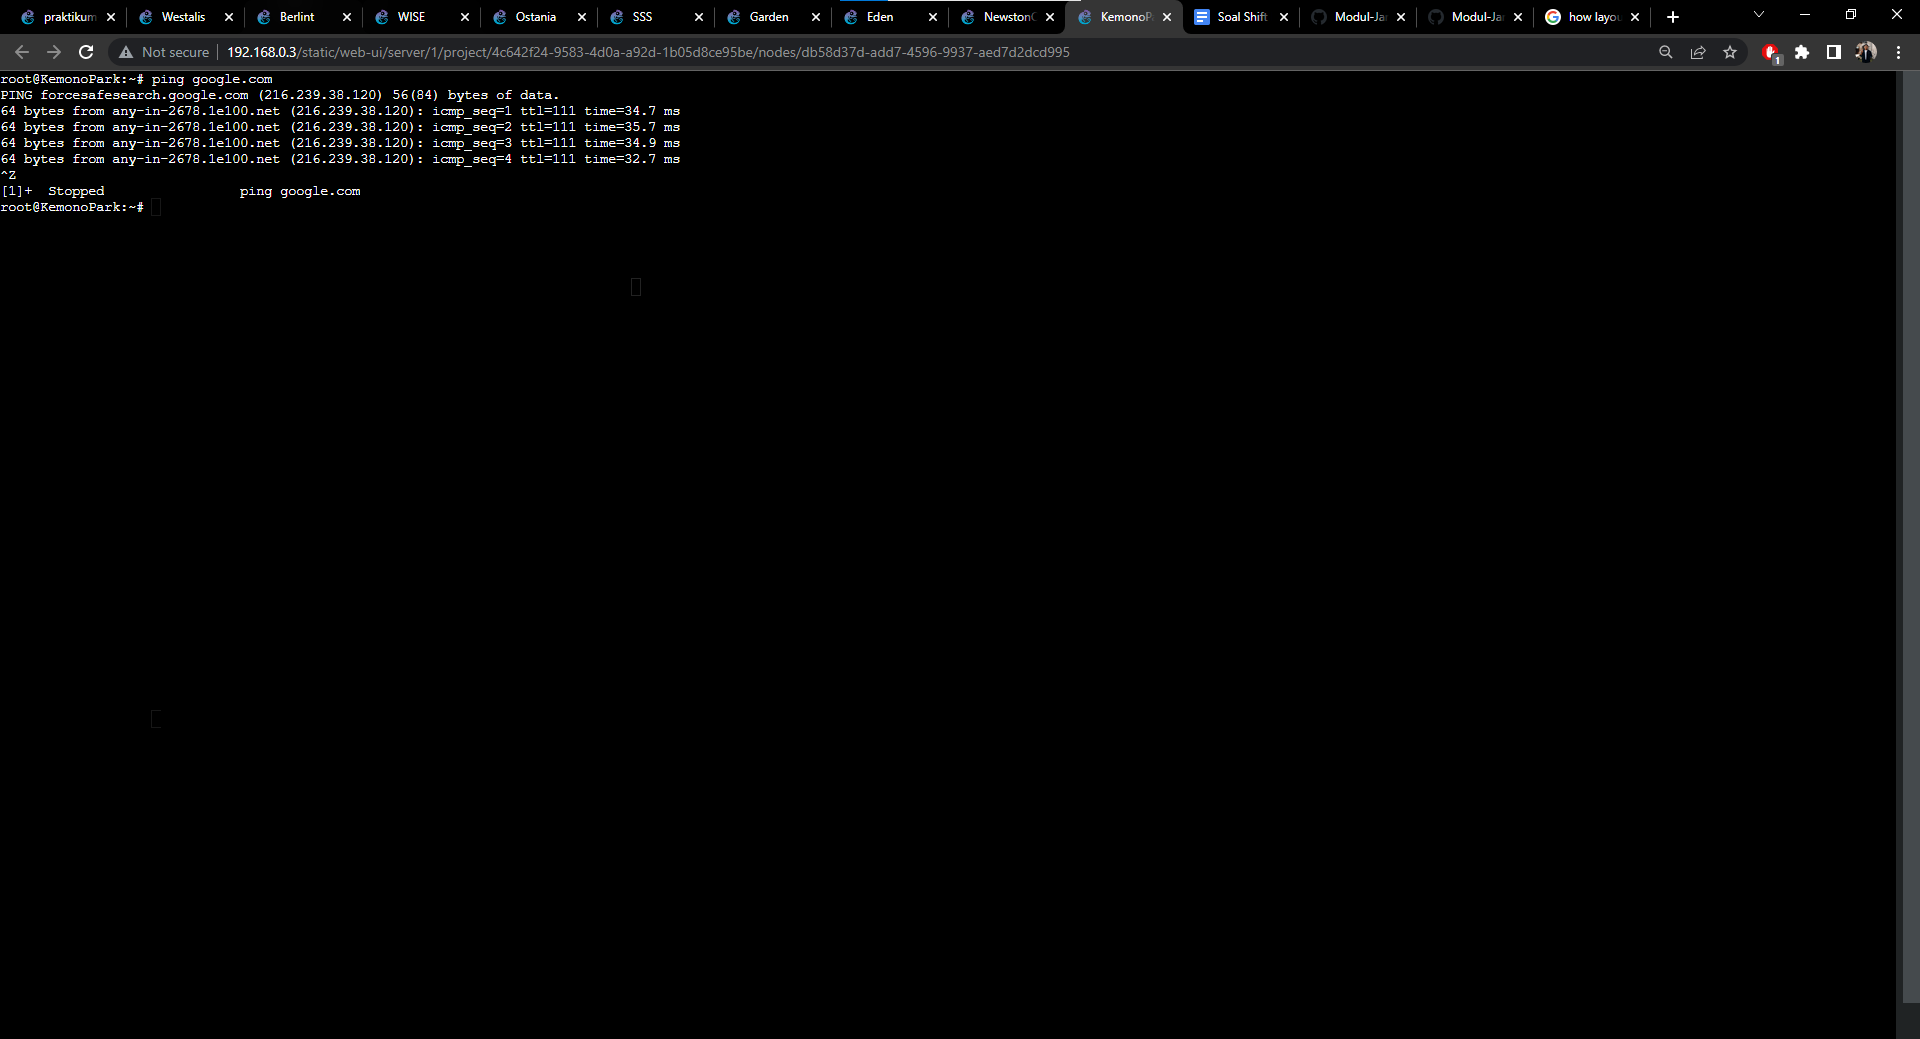 praktikum
Westalis
Berlint
WISE
Ostania
SSS
Garden
Eden
NewstonC
KemonoP
Soal Shift
Modul-Jar
Modul-Jar
how layou
Not secure
192.168.0.3/static/web-ui/server/1/project/4c642f24-9583-4d0a-a92d-1b05d8ce95be/nodes/db58d37d-add7-4596-9937-aed7d2dcd995
1
root@KemonoPark:~# ping google.com
PING forcesafesearch.google.com (216.239.38.120) 56(84) bytes of data.
64 bytes from any-in-2678.1e100.net (216.239.38.120): icmp_seq=1 ttl=111 time=34.7 ms
64 bytes from any-in-2678.1e100.net (216.239.38.120): icmp_seq=2 ttl=111 time=35.7 ms
64 bytes from any-in-2678.1e100.net (216.239.38.120): icmp_seq=3 ttl=111 time=34.9 ms
64 bytes from any-in-2678.1e100.net (216.239.38.120): icmp_seq=4 ttl=111 time=32.7 ms
^Z
[1]+  Stopped                 ping google.com
root@KemonoPark:~#